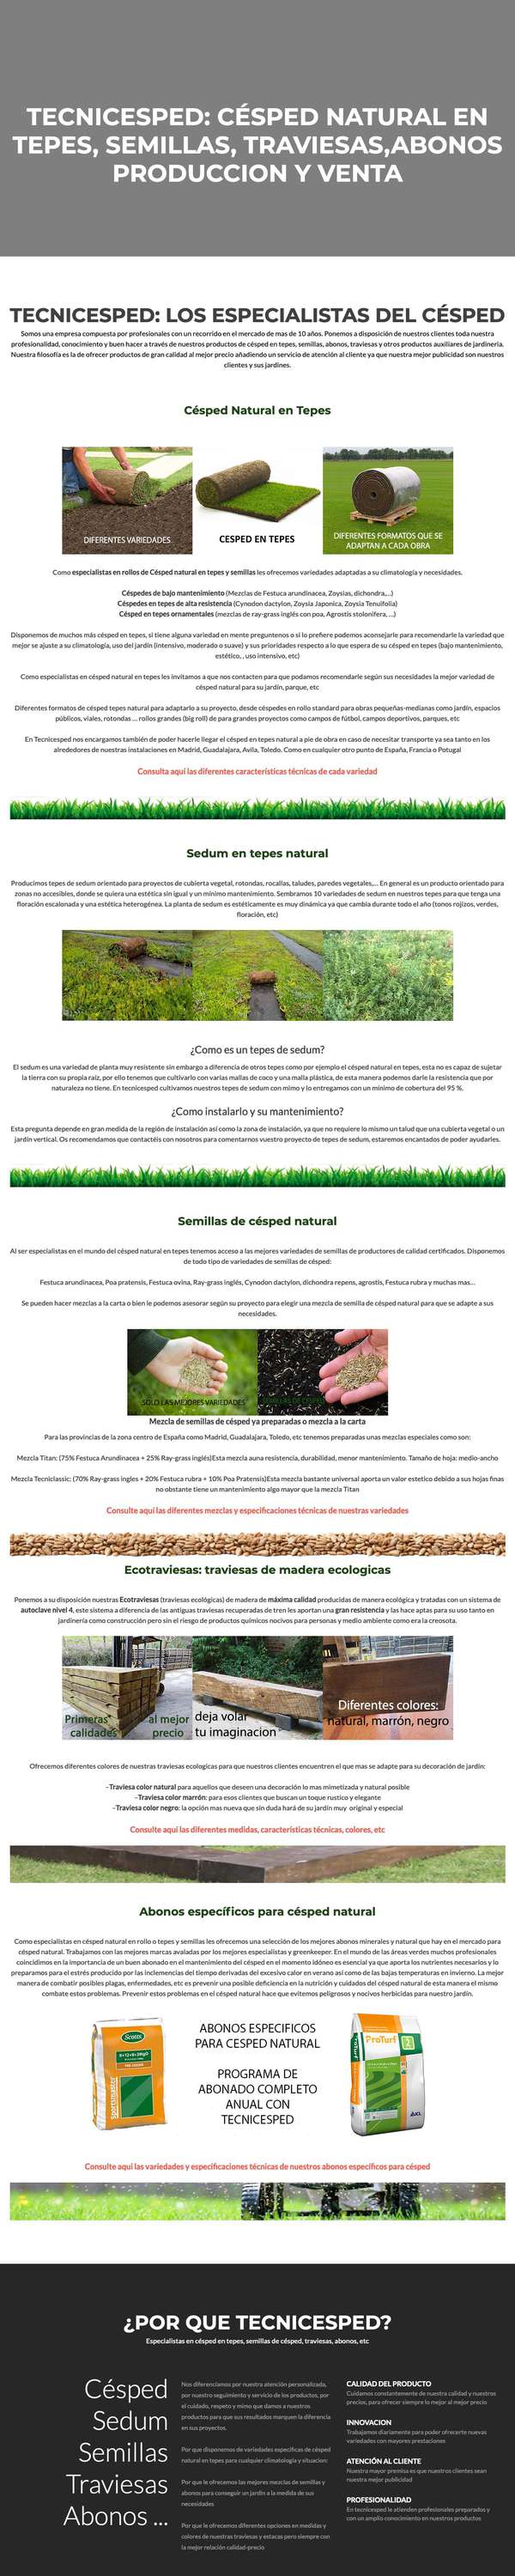 TECNICESPED: CÉSPED NATURAL EN
TEPES, SEMILLAS, TRAVIESAS,ABONOS
PRODUCCION Y VENTA
TECNICESPED: LOS ESPECIALISTAS DEL CÉSPED
Somos una empresa compuesta por profesionales con un recorrido en el mercado de mas de 10 años. Ponemos a disposición de nuestros clientes toda nuestra
profesionalidad, conocimiento y buen hacer a través de nuestros productos de césped en tepes, semillas, abonos, traviesas y otros productos auxiliares de jardinería.
Nuestra filosofía es la de ofrecer productos de gran calidad al mejor precio añadiendo un servicio de atención al cliente ya que nuestra mejor publicidad son nuestros
clientes y sus jardines.
Césped Natural en Tepes
DIFERENTES VARIEDADES
CESPED EN TEPES
DIFERENTES FORMATOS QUE SE
ADAPTAN A CADA OBRA
Como especialistas en rollos de Césped natural en tepes y semillas les ofrecemos variedades adaptadas a su climatología y necesidades.
Céspedes de bajo mantenimiento (Mezclas de Festuca arundinacea, Zoysias, dichondra,...)
Céspedes en tepes de alta resistencia (Cynodon dactylon, Zoysia Japonica, Zoysia Tenuifolia)
Césped en tepes ornamentales (mezclas de ray-grass inglés con poa, Agrostis stolonífera, ...)
Disponemos de muchos más césped en tepes, si tiene alguna variedad en mente preguntenos o si lo prefiere podemos aconsejarle para recomendarle la variedad que
mejor se ajuste a su climatología, uso del jardín (intensivo, moderado o suave) y sus prioridades respecto a lo que espera de su césped en tepes (bajo mantenimiento,
estético, , uso intensivo, etc)
Como especialistas en césped natural en tepes les invitamos a que nos contacten para que podamos recomendarle según sus necesidades la mejor variedad de
césped natural para su jardín, parque, etc
Diferentes formatos de césped tepes natural para adaptarlo a su proyecto, desde céspedes en rollo standard para obras pequeñas-medianas como jardín, espacios
públicos, viales, rotondas ... rollos grandes (big roll) de para grandes proyectos como campos de fútbol, campos deportivos, parques, etc
En Tecnicesped nos encargamos también de poder hacerle llegar el césped en tepes natural a pie de obra en caso de necesitar transporte ya sea tanto en los
alrededores de nuestras instalaciones en Madrid, Guadalajara, Avila, Toledo. Como en cualquier otro punto de España, Francia o Potugal
Consulta aquí las diferentes características técnicas de cada variedad
Sedum en tepes natural
Producimos tepes de sedum orientado para proyectos de cubierta vegetal, rotondas, rocallas, taludes, paredes vegetales,... En general es un producto orientado para
zonas no accesibles, donde se quiera una estética sin igual y un mínimo mantenimiento. Sembramos 10 variedades de sedum en nuestros tepes para que tenga una
floración escalonada y una estética heterogénea. La planta de sedum es estéticamente es muy dinámica ya que cambia durante todo el año (tonos rojizos, verdes,
floración, etc)
¿Como es un tepes de sedum?
El sedum es una variedad de planta muy resistente sin embargo a diferencia de otros tepes como por ejemplo el césped natural en tepes, esta no es capaz de sujetar
la tierra con su propia raíz, por ello tenemos que cultivarlo con varias mallas de coco y una malla plástica, de esta manera podemos darle la resistencia que por
naturaleza no tiene. En tecnicesped cultivamos nuestros tepes de sedum con mimo y lo entregamos con un mínimo de cobertura del 95 %.
¿Como instalarlo y su mantenimiento?
Esta pregunta depende en gran medida de la región de instalación así como la zona de instalación, ya que no requiere lo mismo un talud que una cubierta vegetal o un
jardín vertical. Os recomendamos que contactéis con nosotros para comentarnos vuestro proyecto de tepes de sedum, estaremos encantados de poder ayudarles.
Semillas de césped natural
Al ser especialistas en el mundo del césped natural en tepes tenemos acceso a las mejores variedades de semillas de productores de calidad certificados. Disponemos
de todo tipo de variedades de semillas de césped:
Festuca arundinacea, Poa pratensis, Festuca ovina, Ray-grass inglés, Cynodon dactylon, dichondra repens, agrostis, Festuca rubra y muchas mas...
Se pueden hacer mezclas a la carta o bien le podemos asesorar según su proyecto para elegir una mezcla de semilla de césped natural para que se adapte a sus
necesidades.
SOLO LAS MEJORES VARIEDADES
Mezcla de semillas de césped ya preparadas o mezcla a la carta
Para las provincias de la zona centro de España como Madrid, Guadalajara, Toledo, etc tenemos preparadas unas mezclas especiales como son:
Mezcla Titan: (75% Festuca Arundinacea + 25% Ray-grass inglés)Esta mezcla auna resistencia, durabilidad, menor mantenimiento. Tamaño de hoja: medio-ancho
Mezcla Tecniclassic: (70% Ray-grass ingles + 20% Festuca rubra + 10% Poa Pratensis)Esta mezcla bastante universal aporta un valor estetico debido a sus hojas finas
no obstante tiene un mantenimiento algo mayor que la mezcla Titan
Consulte aquí las diferentes mezclas y especificaciones técnicas de nuestras variedades
Ecotraviesas: traviesas de madera ecologicas
Ponemos a su disposición nuestras Ecotraviesas (traviesas ecológicas) de madera de máxima calidad producidas de manera ecológica y tratadas con un sistema de
autoclave nivel 4, este sistema a diferencia de las antiguas traviesas recuperadas de tren les aportan una gran resistencia y las hace aptas para su uso tanto en
jardinería como construcción pero sin el riesgo de productos químicos nocivos para personas y medio ambiente como era la creosota.
Primeras al mejor
calidades precio
deja volar
tu imaginacion
Diferentes colores:
natural, marrón, negro
Ofrecemos diferentes colores de nuestras traviesas ecologicas para que nuestros clientes encuentren el que mas se adapte para su decoración de jardín:
-Traviesa color natural para aquellos que deseen una decoración lo mas mimetizada y natural posible
-Traviesa color marrón: para esos clientes que buscan un toque rustico y elegante
-Traviesa color negro: la opción mas nueva que sin duda hará de su jardín muy original y especial
Consulte aquí las diferentes medidas, características técnicas, colores, etc
Abonos específicos para césped natural
Como especialistas en césped natural en rollo o tepes y semillas les ofrecemos una selección de los mejores abonos minerales y natural que hay en el mercado para
césped natural. Trabajamos con las mejores marcas avaladas por los mejores especialistas y greenkeeper. En el mundo de las áreas verdes muchos profesionales
coincidimos en la importancia de un buen abonado en el mantenimiento del césped en el momento idóneo es esencial ya que aporta los nutrientes necesarios y lo
preparamos para el estrés producido por las inclemencias del tiempo derivadas del excesivo calor en verano así como de las bajas temperaturas en invierno. La mejor
manera de combatir posibles plagas, enfermedades, etc es prevenir una posible deficiencia en la nutrición y cuidados del césped natural de esta manera el mismo
combate estos problemas. Prevenir estos problemas en el césped natural hace que evitemos peligrosos y nocivos herbicidas para nuestro jardín.
Scotts
Sportsmaster
ABONOS ESPECIFICOS
PARA CESPED NATURAL
PROGRAMA DE
ABONADO COMPLETO
ANUAL CON
TECNICESPED
ProTurf
ICL
Consulte aquí las variedades y especificaciones técnicas de nuestros abonos específicos para césped
¿POR QUE TECNICESPED?
Especialistas en césped en tepes, semillas de césped, traviesas, abonos, etc
Césped
Sedum
Semillas
Traviesas
Abonos ...
Nos diferenciamos por nuestra atención personalizada,
por nuestro seguimiento y servicio de los productos, por
el cuidado, respeto y mimo que damos a nuestros
productos para que sus resultados marquen la diferencia
en sus proyectos.
Por que disponemos de variedades específicas de césped
natural en tepes para cualquier climatología y situacion:
Por que le ofrecemos las mejores mezclas de semillas y
abonos para conseguir un jardín a la medida de sus
necesidades
Por que le ofrecemos diferentes opciones en medidas y
colores de nuestras traviesas y estacas pero siempre con
la mejor relación calidad-precio
CALIDAD DEL PRODUCTO
Cuidamos constantemente de nuestra calidad y nuestros
precios, para ofrecer siempre lo mejor al mejor precio
INNOVACION
Trabajamos diariamente para poder ofrecerte nuevas
variedades con mayores prestaciones
ATENCIÓN AL CLIENTE
Nuestra mayor premisa es que nuestros clientes sean
nuestra mejor publicidad
PROFESIONALIDAD
En tecnicesped le atienden profesionales preparados y
con un amplio conocimiento en nuestros productos